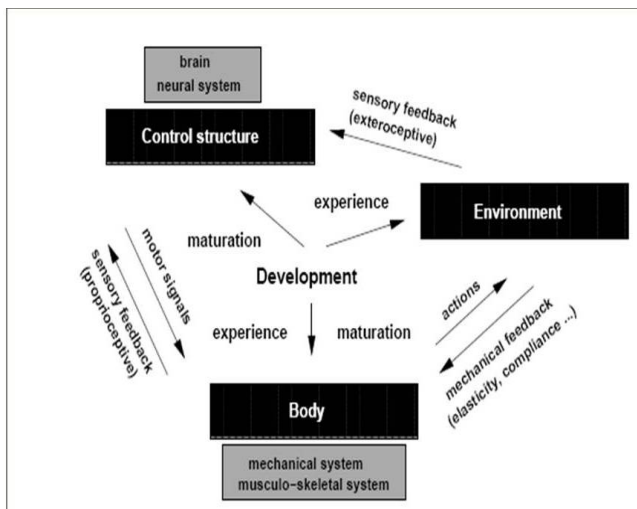 brain
neural system
Control structure
sensory feedback
(exteroceptive)
experience
Environment
maturation
motor signals
sensory feedback
(proprioceptive)
Development
experience
maturation
actions
mechanical feedback
(elasticity, compliance ...)
Body
mechanical system
musculo-skeletal system